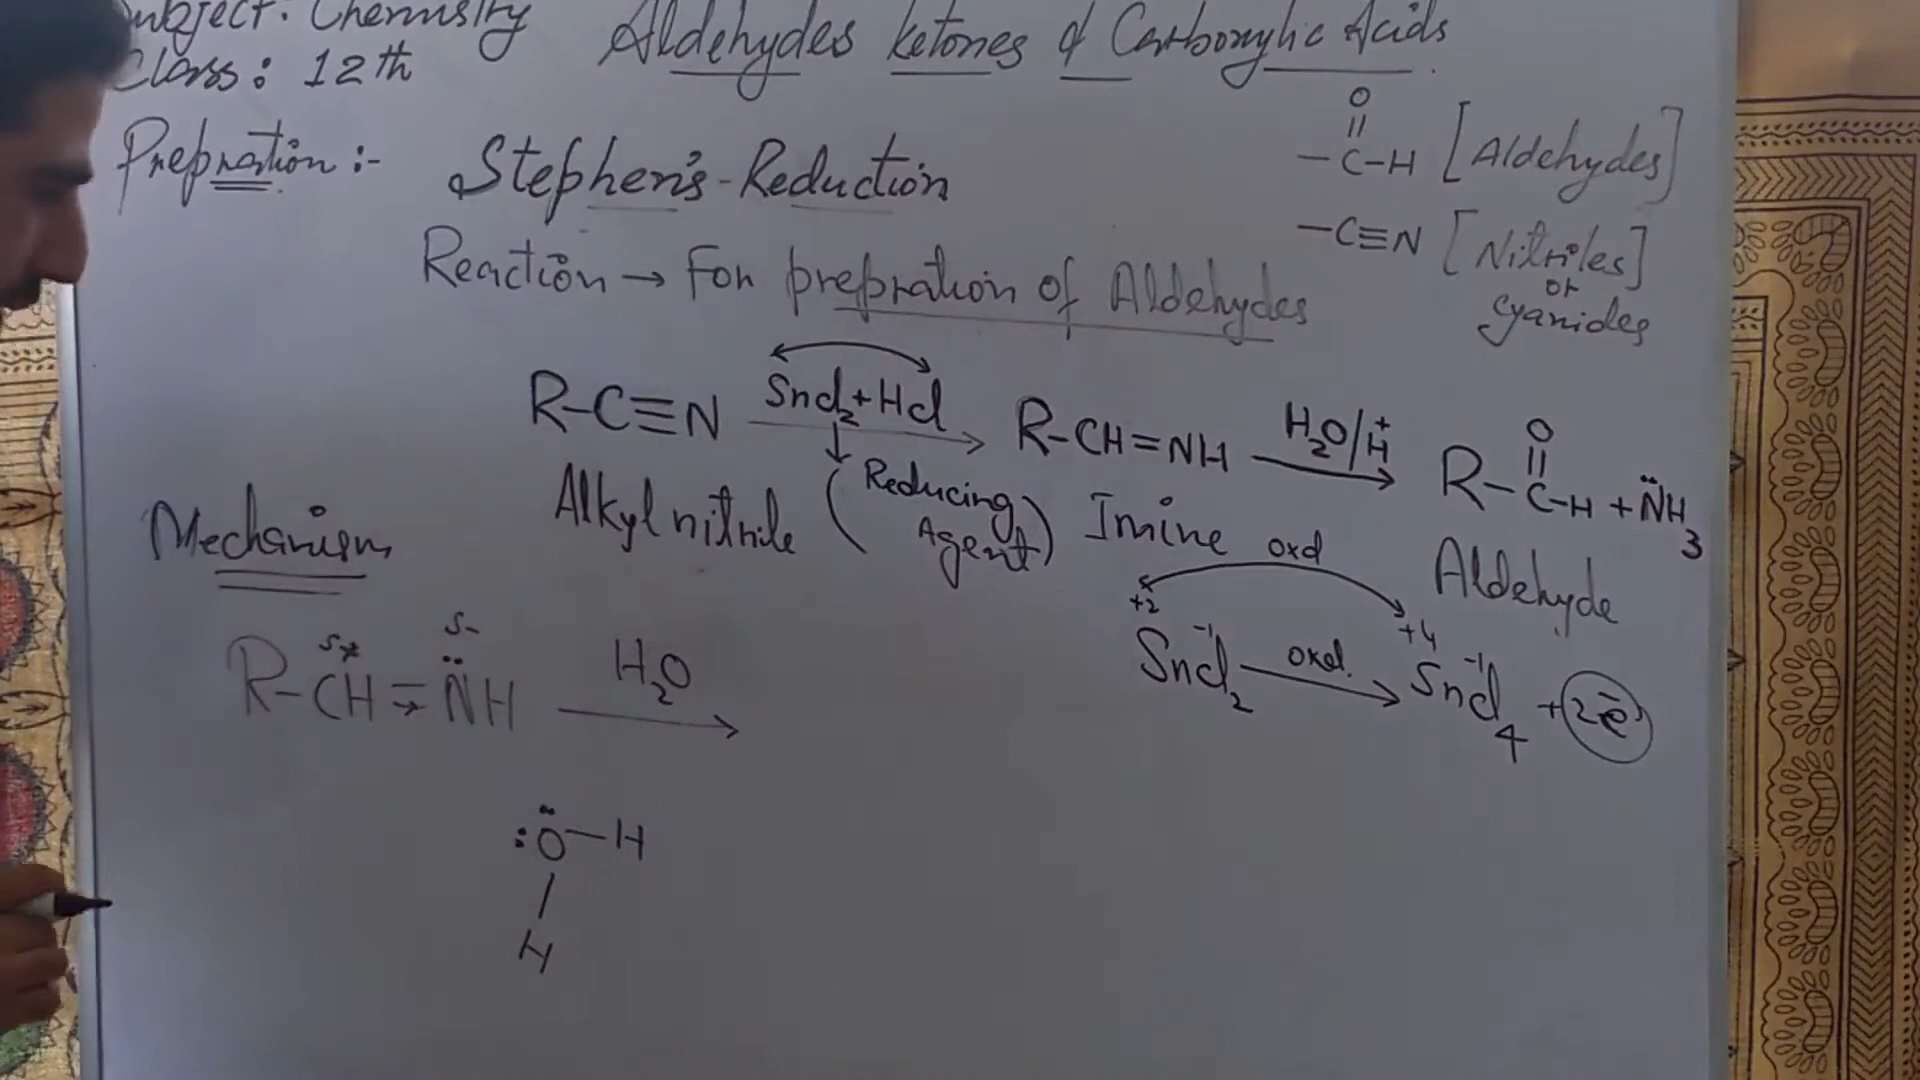 Subject: Chemistry
Class: 12th
Aldehydes Ketones & Carboxylic Acids.
Prepration :-
Stephen's-Reduction
Reaction → For prepration of Aldehydes
O
||
-C-H [Aldehydes]
-C≡N [Nitriles]
or
Cyanides
R-C≡N SnCl₂+HCl → R-CH=NH H₂O/H⁺ → R-C-H + N̈H₃
O
||
Alkyl nitrile
(Reducing
Agent)
Imine
Aldehyde
oxd
+2 -1 +4 -1
SnCl₂ oxd. → SnCl₄ + 2e⁻
Mechanism
δ+ δ-
R-CH=N̈H H₂O →
:Ö-H
|
H